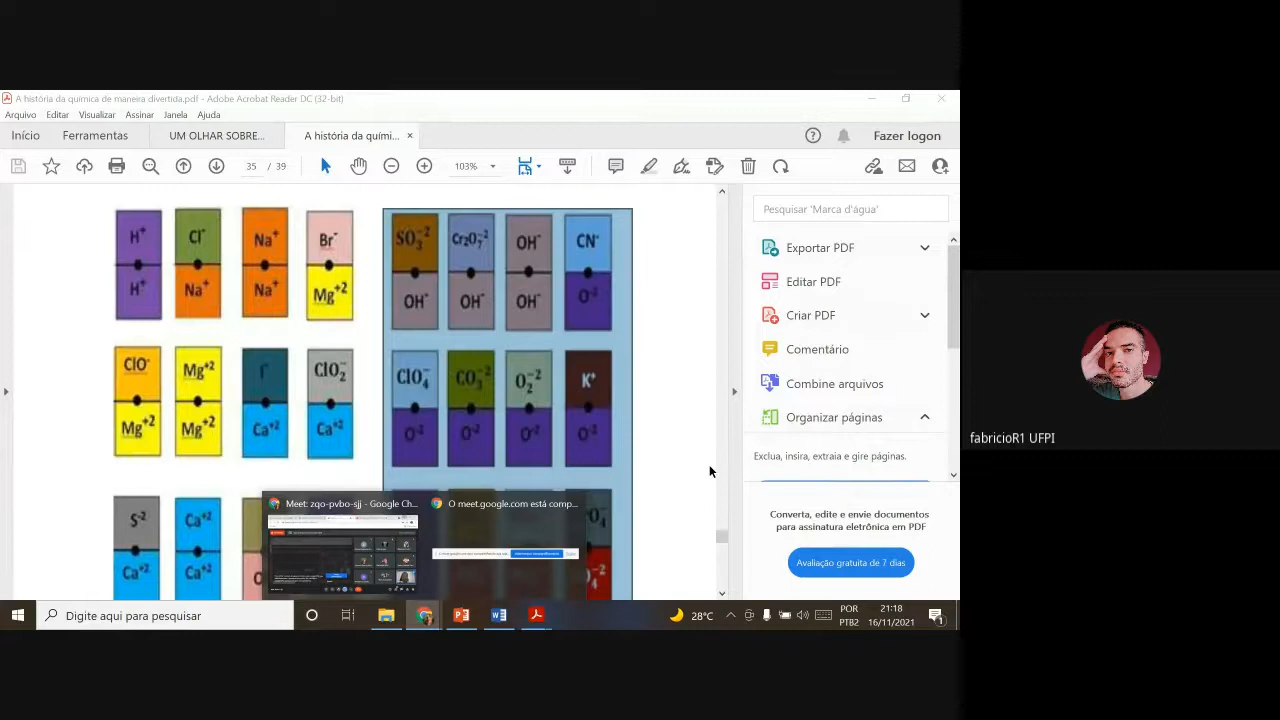 A história da química de maneira divertida.pdf - Adobe Acrobat Reader DC (32-bit)
Arquivo Editar Visualizar Assinar Janela Ajuda
Início Ferramentas UM OLHAR SOBRE... A história da quími... × Fazer logon
35 / 39 103%
Pesquisar 'Marca d'água'
Exportar PDF
Editar PDF
Criar PDF
Comentário
Combine arquivos
Organizar páginas
Exclua, insira, extraia e gire páginas.
Converta, edite e envie documentos
para assinatura eletrônica em PDF
Avaliação gratuita de 7 dias
H⁺ Cl⁻ Na⁺ Br⁻ SO₃⁻² Cr₂O₇⁻² OH⁻ CN⁻
H⁺ Na⁺ Na⁺ Mg⁺² OH⁻ OH⁻ OH⁻ O⁻²
ClO⁻ Mg⁺² I⁻ ClO₂⁻ ClO₄⁻ CO₃⁻² O₂⁻² K⁺
Mg⁺² Mg⁺² Ca⁺² Ca⁺² O⁻² O⁻² O⁻² O⁻²
S⁻² Ca⁺²
Ca⁺² Ca⁺²
Meet: zqo-pvbo-sjj - Google Ch... O meet.google.com está comp...
Digite aqui para pesquisar
28°C
POR
PTB2
21:18
16/11/2021
fabricioR1 UFPI